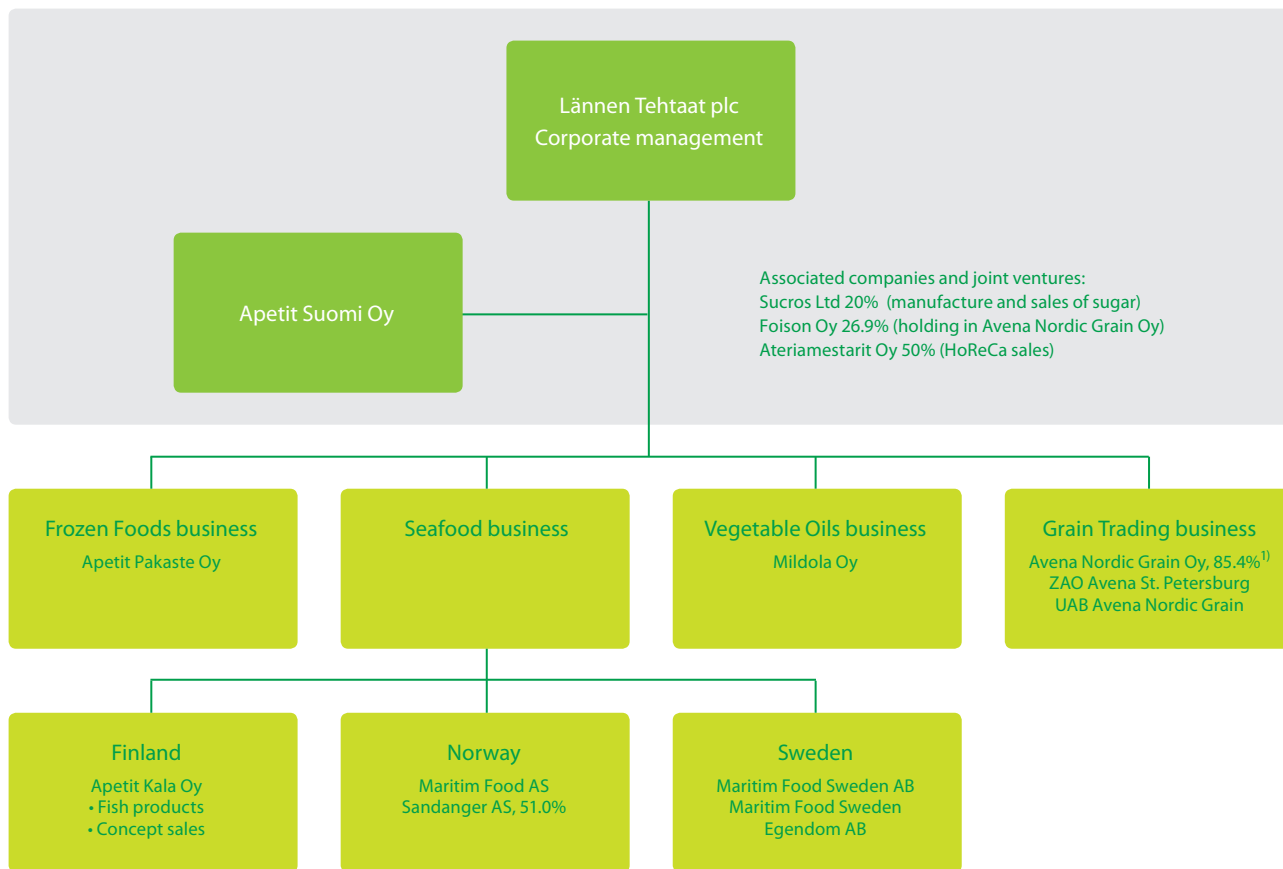 Lännen Tehtaat plc
Corporate management
Apetit Suomi Oy
Associated companies and joint ventures:
Sucros Ltd 20% (manufacture and sales of sugar)
Foison Oy 26.9% (holding in Avena Nordic Grain Oy)
Ateriamestarit Oy 50% (HoReCa sales)
Frozen Foods business
Apetit Pakaste Oy
Seafood business
Vegetable Oils business
Mildola Oy
Grain Trading business
Avena Nordic Grain Oy, 85.4%1)
ZAO Avena St. Petersburg
UAB Avena Nordic Grain
Finland
Apetit Kala Oy
• Fish products
• Concept sales
Norway
Maritim Food AS
Sandanger AS, 51.0%
Sweden
Maritim Food Sweden AB
Maritim Food Sweden
Egendom AB